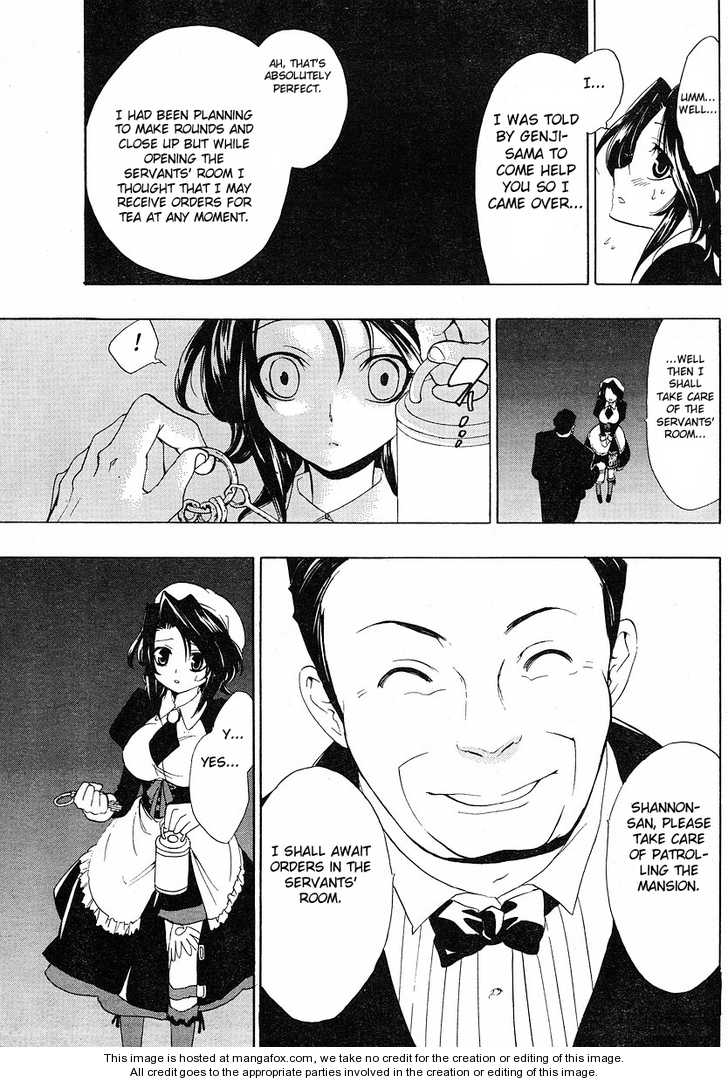 UMM...
WELL...
I...
I WAS TOLD
BY GENJI-
SAMA TO
COME HELP
YOU SO I
CAME OVER...
AH, THAT'S
ABSOLUTELY
PERFECT.
I HAD BEEN PLANNING
TO MAKE ROUNDS AND
CLOSE UP BUT WHILE
OPENING THE
SERVANTS' ROOM I
THOUGHT THAT I MAY
RECEIVE ORDERS FOR
TEA AT ANY MOMENT.
...WELL
THEN I
SHALL
TAKE CARE
OF THE
SERVANTS'
ROOM...
!
SHANNON-
SAN, PLEASE
TAKE CARE
OF PATROL-
LING THE
MANSION.
I SHALL AWAIT
ORDERS IN THE
SERVANTS'
ROOM.
Y...
YES...
This image is hosted at mangafox.com, we take no credit for the creation or editing of this image.
All credit goes to the appropriate parties involved in the creation or editing of this image.